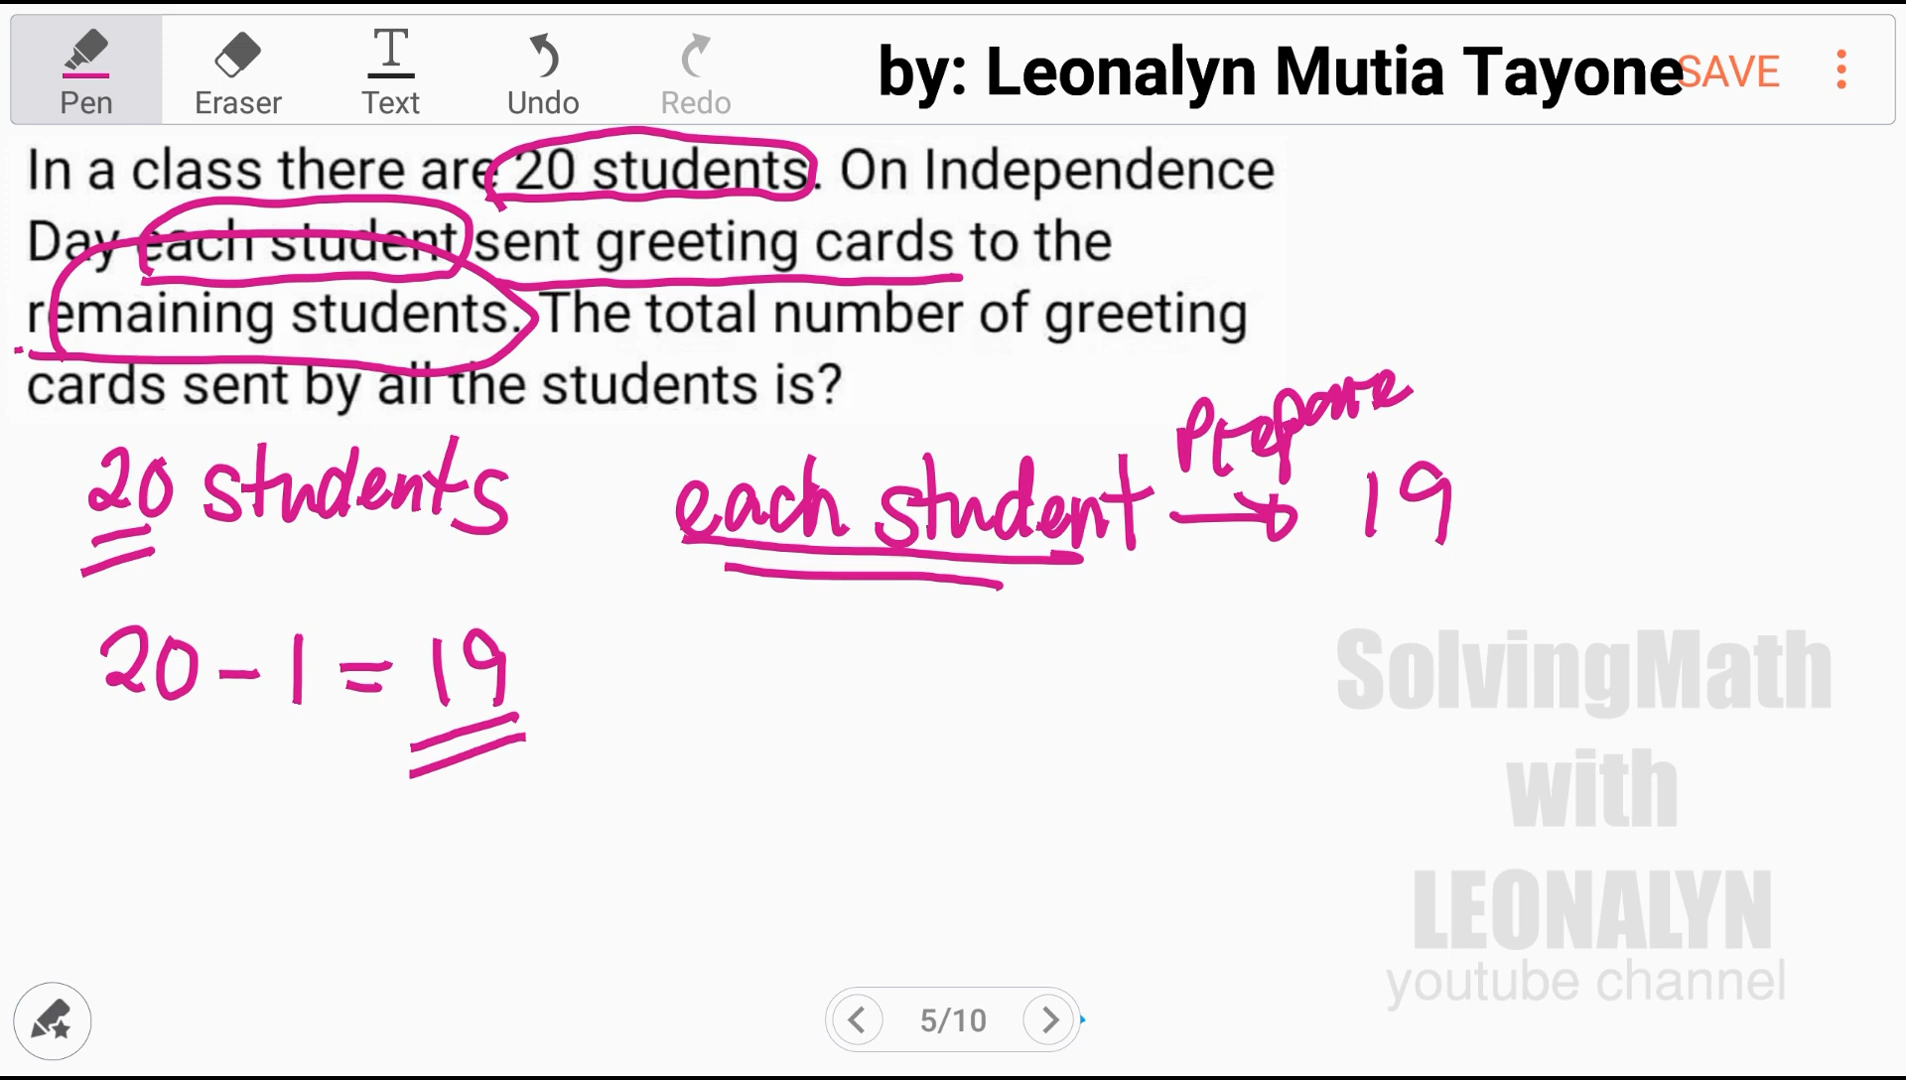 Pen Eraser Text Undo Redo by: Leonalyn Mutia Tayone SAVE
In a class there are 20 students. On Independence
Day each student sent greeting cards to the
remaining students. The total number of greeting
cards sent by all the students is?
20 students each student → Prepare 19
20 - 1 = 19
SolvingMath
with
LEONALYN
youtube channel
5/10